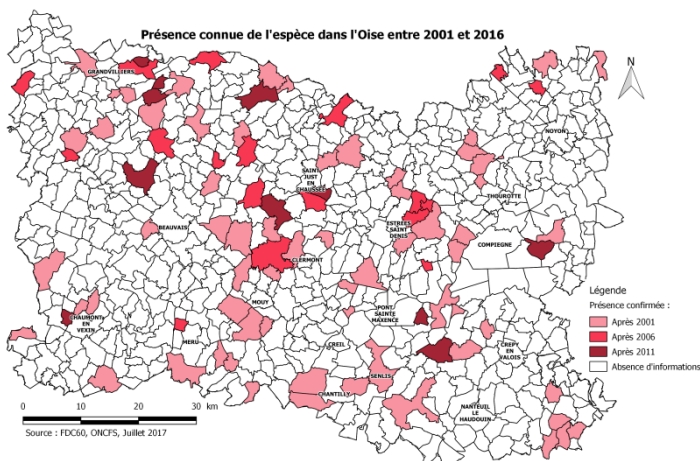 Présence connue de l'espèce dans l'Oise entre 2001 et 2016
GRANDVILLIERS
N
NOYON
SAINT
JUST
EN
CHAUSSEE
THOUROTTE
BEAUVAIS
ESTREES
SAINT
DENIS
COMPIEGNE
CLERMONT
Légende
Présence confirmée :
Après 2001
Après 2006
Après 2011
Absence d'informations
MOUY
PONT
SAINTE
MAXENCE
CHAUMONT
EN
VEXIN
MERU
CREIL
CREPY
EN
VALOIS
SENLIS
CHANTILLY
NANTEUIL
LE
HAUDOUIN
0 10 20 30 km
Source : FDC60, ONCFS, Juillet 2017